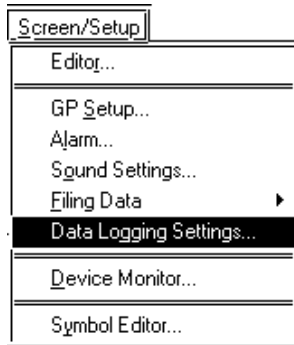 Screen/Setup
Editor...
GP Setup...
Alarm...
Sound Settings...
Filing Data
Data Logging Settings...
Device Monitor...
Symbol Editor...